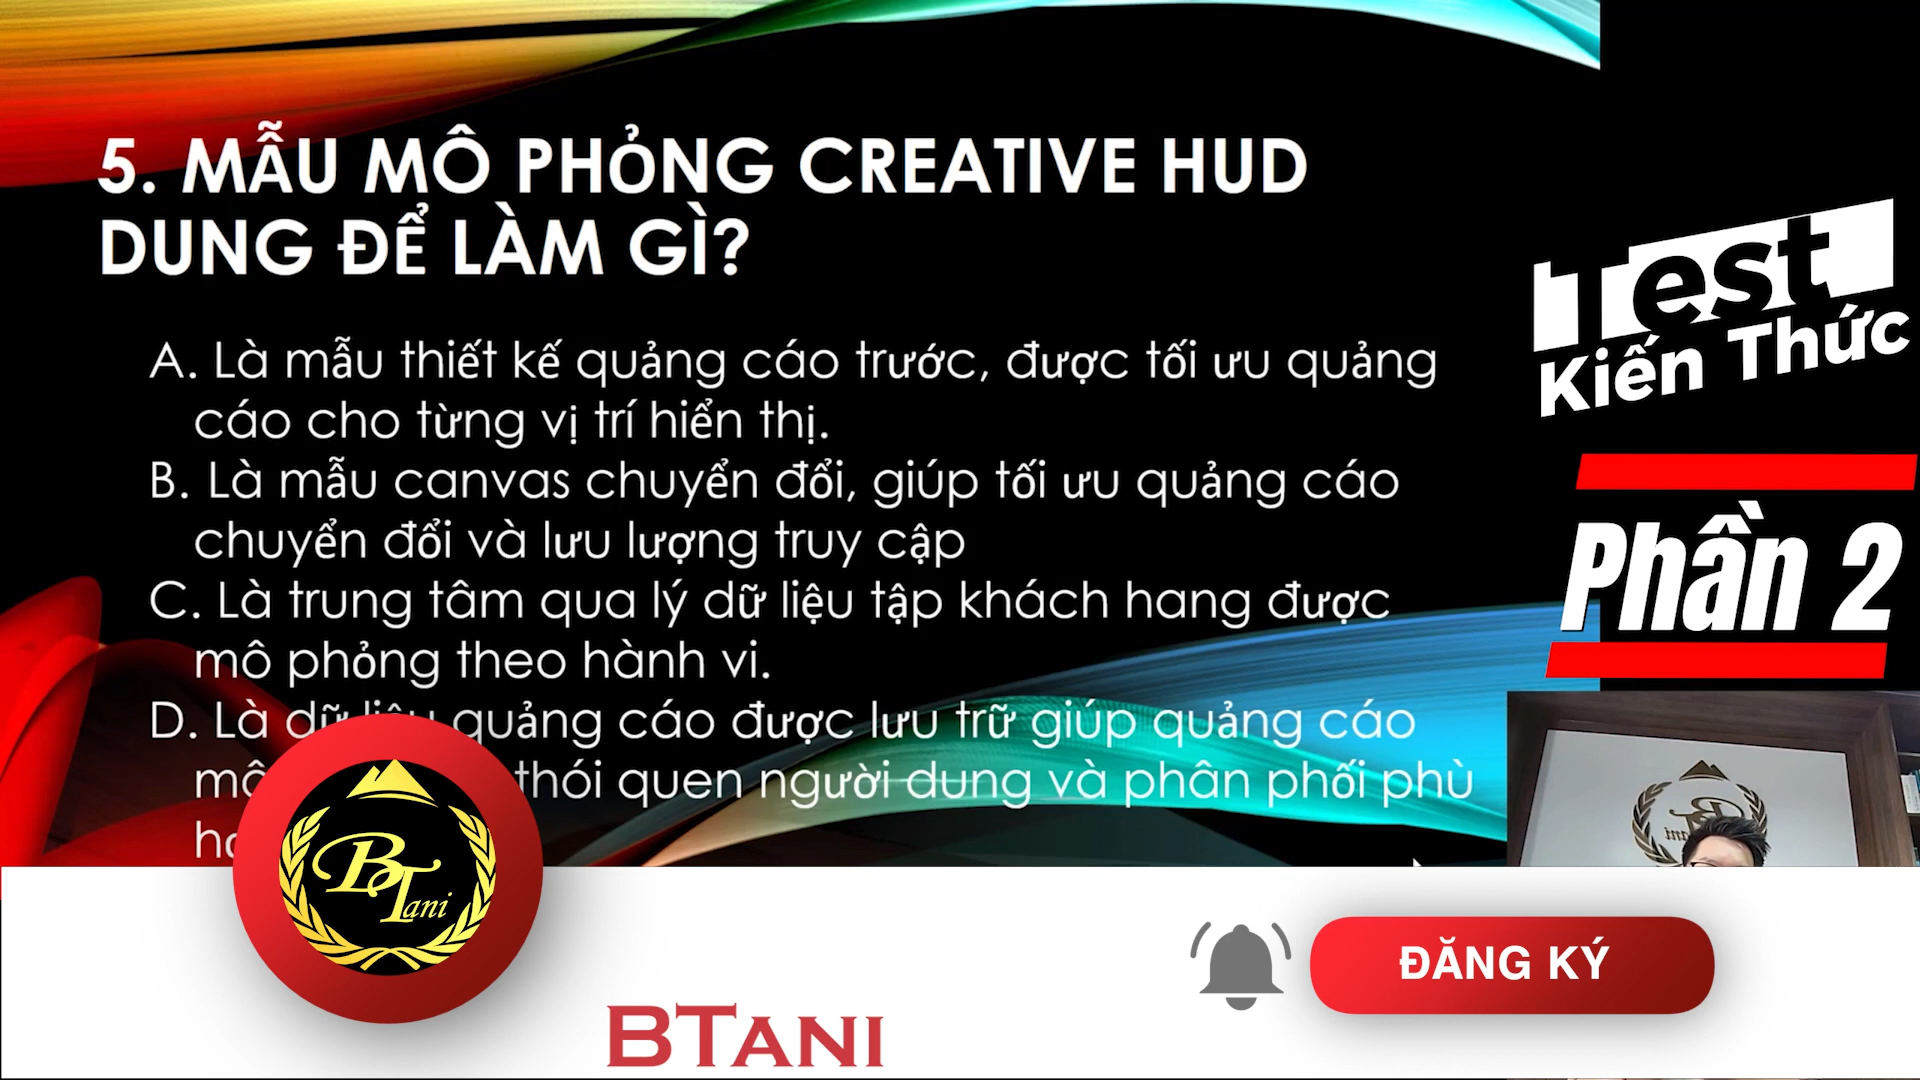 5. MẪU MÔ PHỎNG CREATIVE HUD
DUNG ĐỂ LÀM GÌ?
A. Là mẫu thiết kế quảng cáo trước, được tối ưu quảng
cáo cho từng vị trí hiển thị.
B. Là mẫu canvas chuyển đổi, giúp tối ưu quảng cáo
chuyển đổi và lưu lượng truy cập
C. Là trung tâm qua lý dữ liệu tập khách hang được
mô phỏng theo hành vi.
D. Là dữ liệu quảng cáo được lưu trữ giúp quảng cáo
thói quen người dung và phân phối phù
Test
Kiến Thức
Phần 2
BTani
ĐĂNG KÝ
BTANI